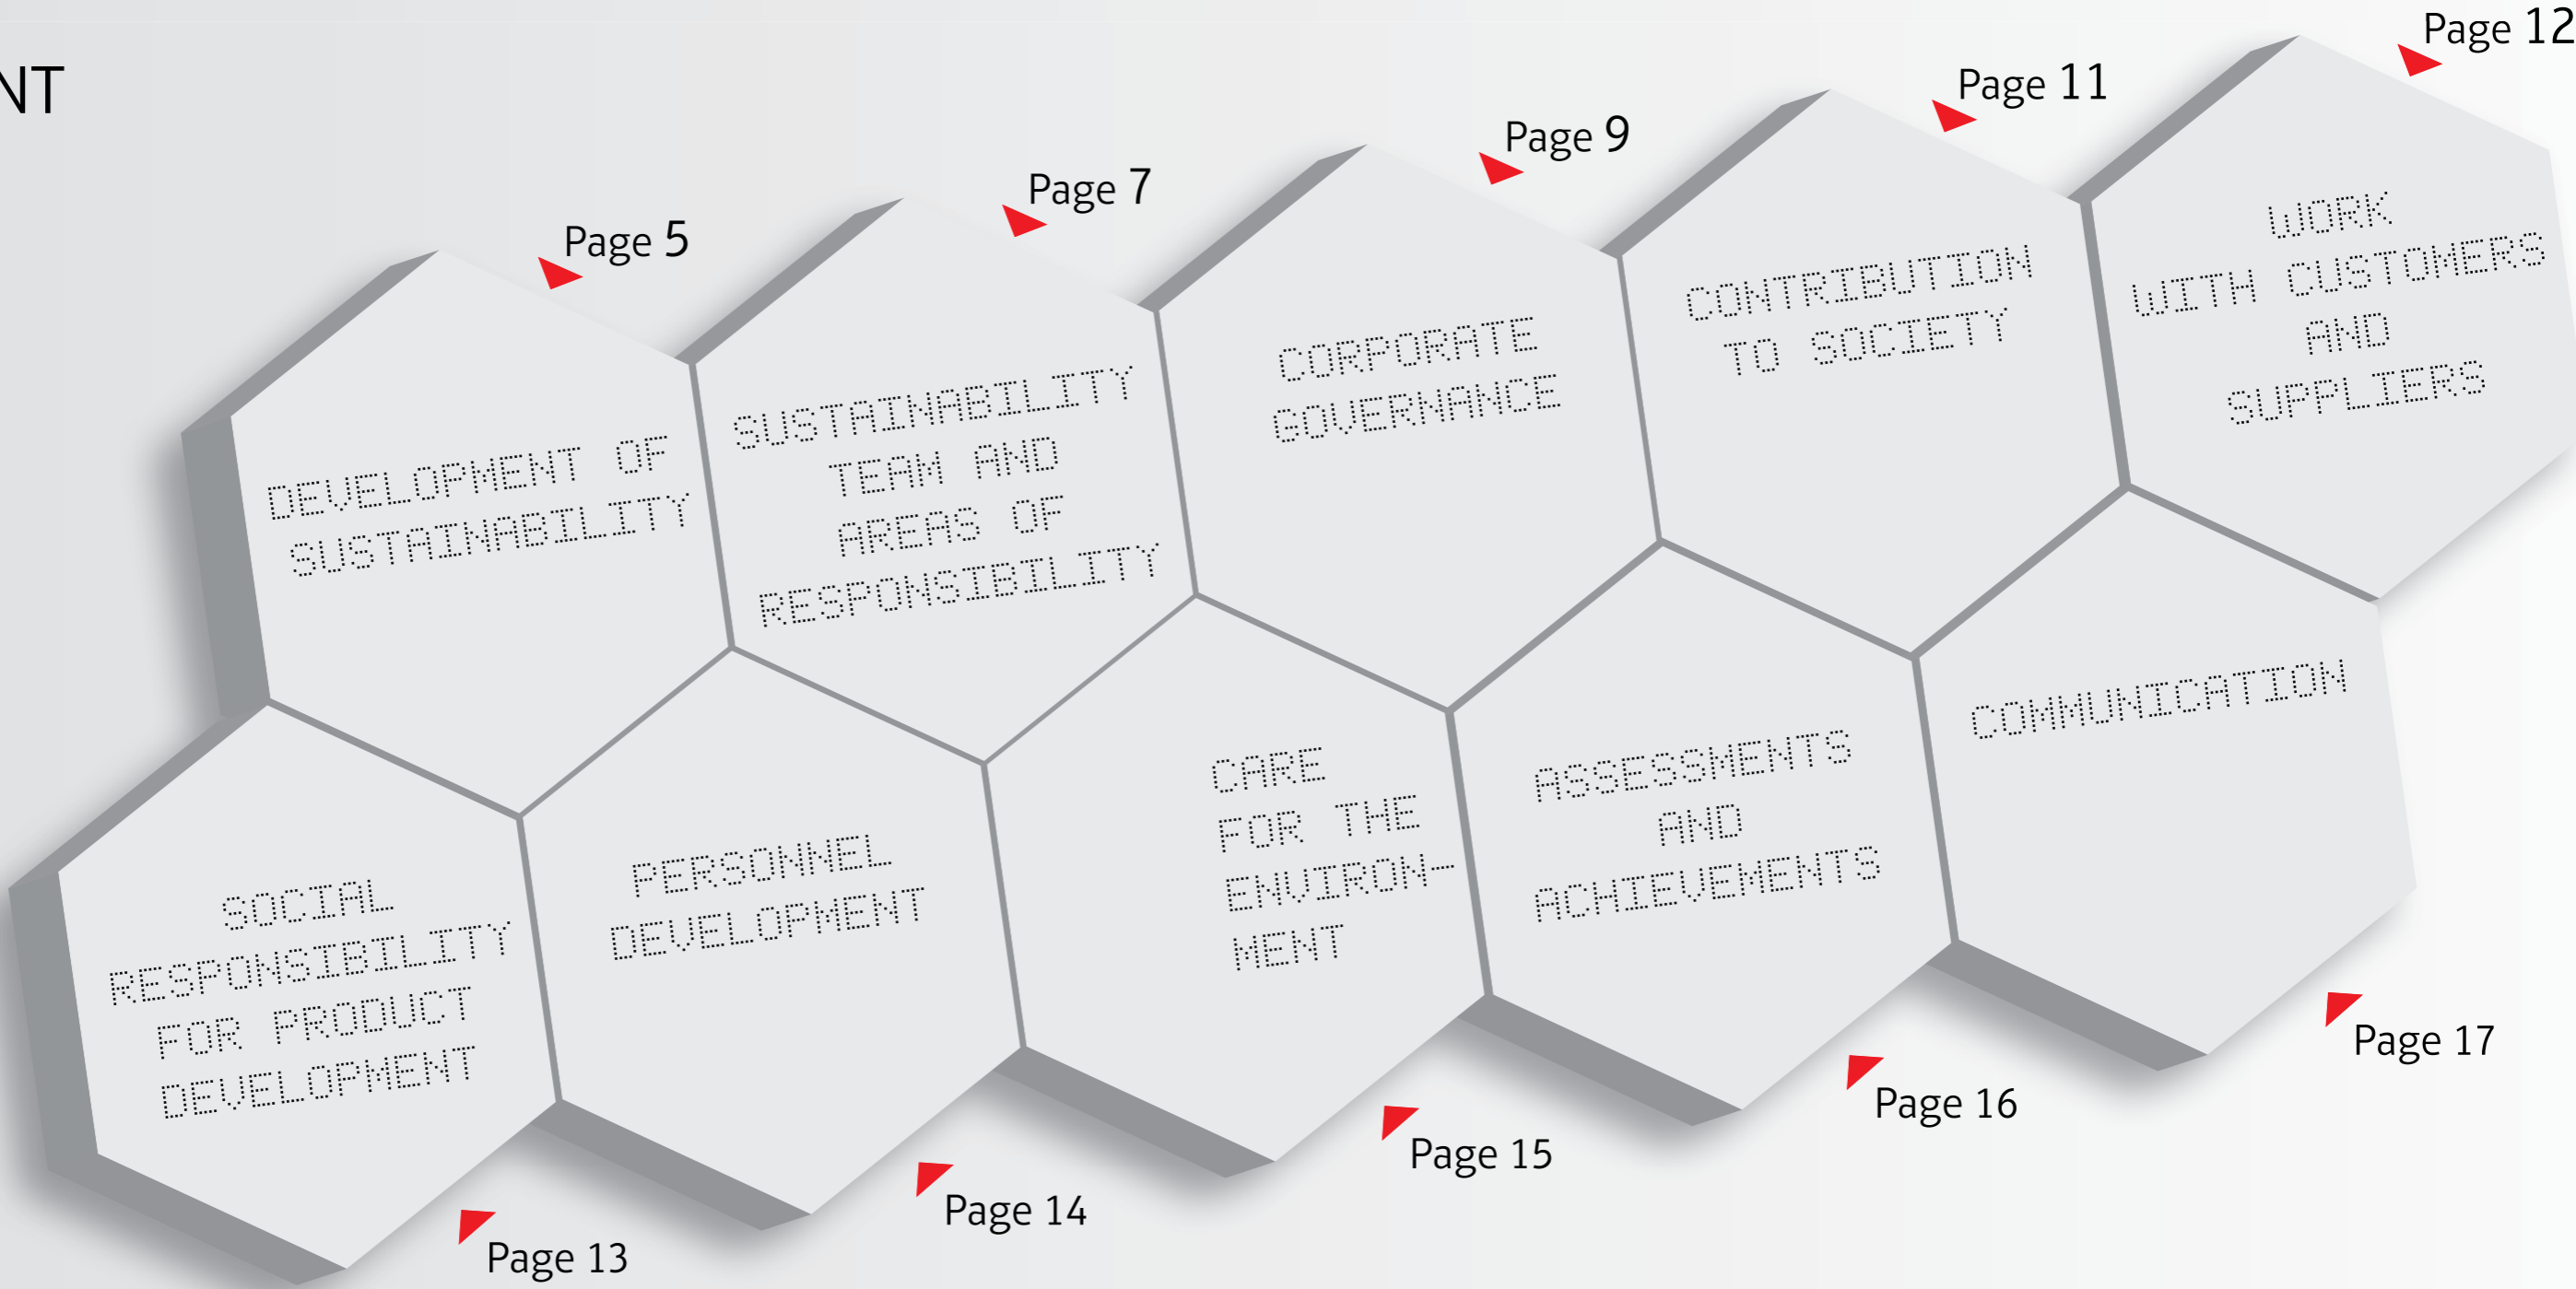 NT
Page 5
DEVELOPMENT OF
SUSTAINABILITY
Page 7
SUSTAINABILITY
TEAM AND
AREAS OF
RESPONSIBILITY
Page 9
CORPORATE
GOVERNANCE
Page 11
CONTRIBUTION
TO SOCIETY
Page 12
WORK
WITH CUSTOMERS
AND
SUPPLIERS
SOCIAL
RESPONSIBILITY
FOR PRODUCT
DEVELOPMENT
Page 13
PERSONNEL
DEVELOPMENT
Page 14
CARE
FOR THE
ENVIRON-
MENT
Page 15
ASSESSMENTS
AND
ACHIEVEMENTS
Page 16
COMMUNICATION
Page 17